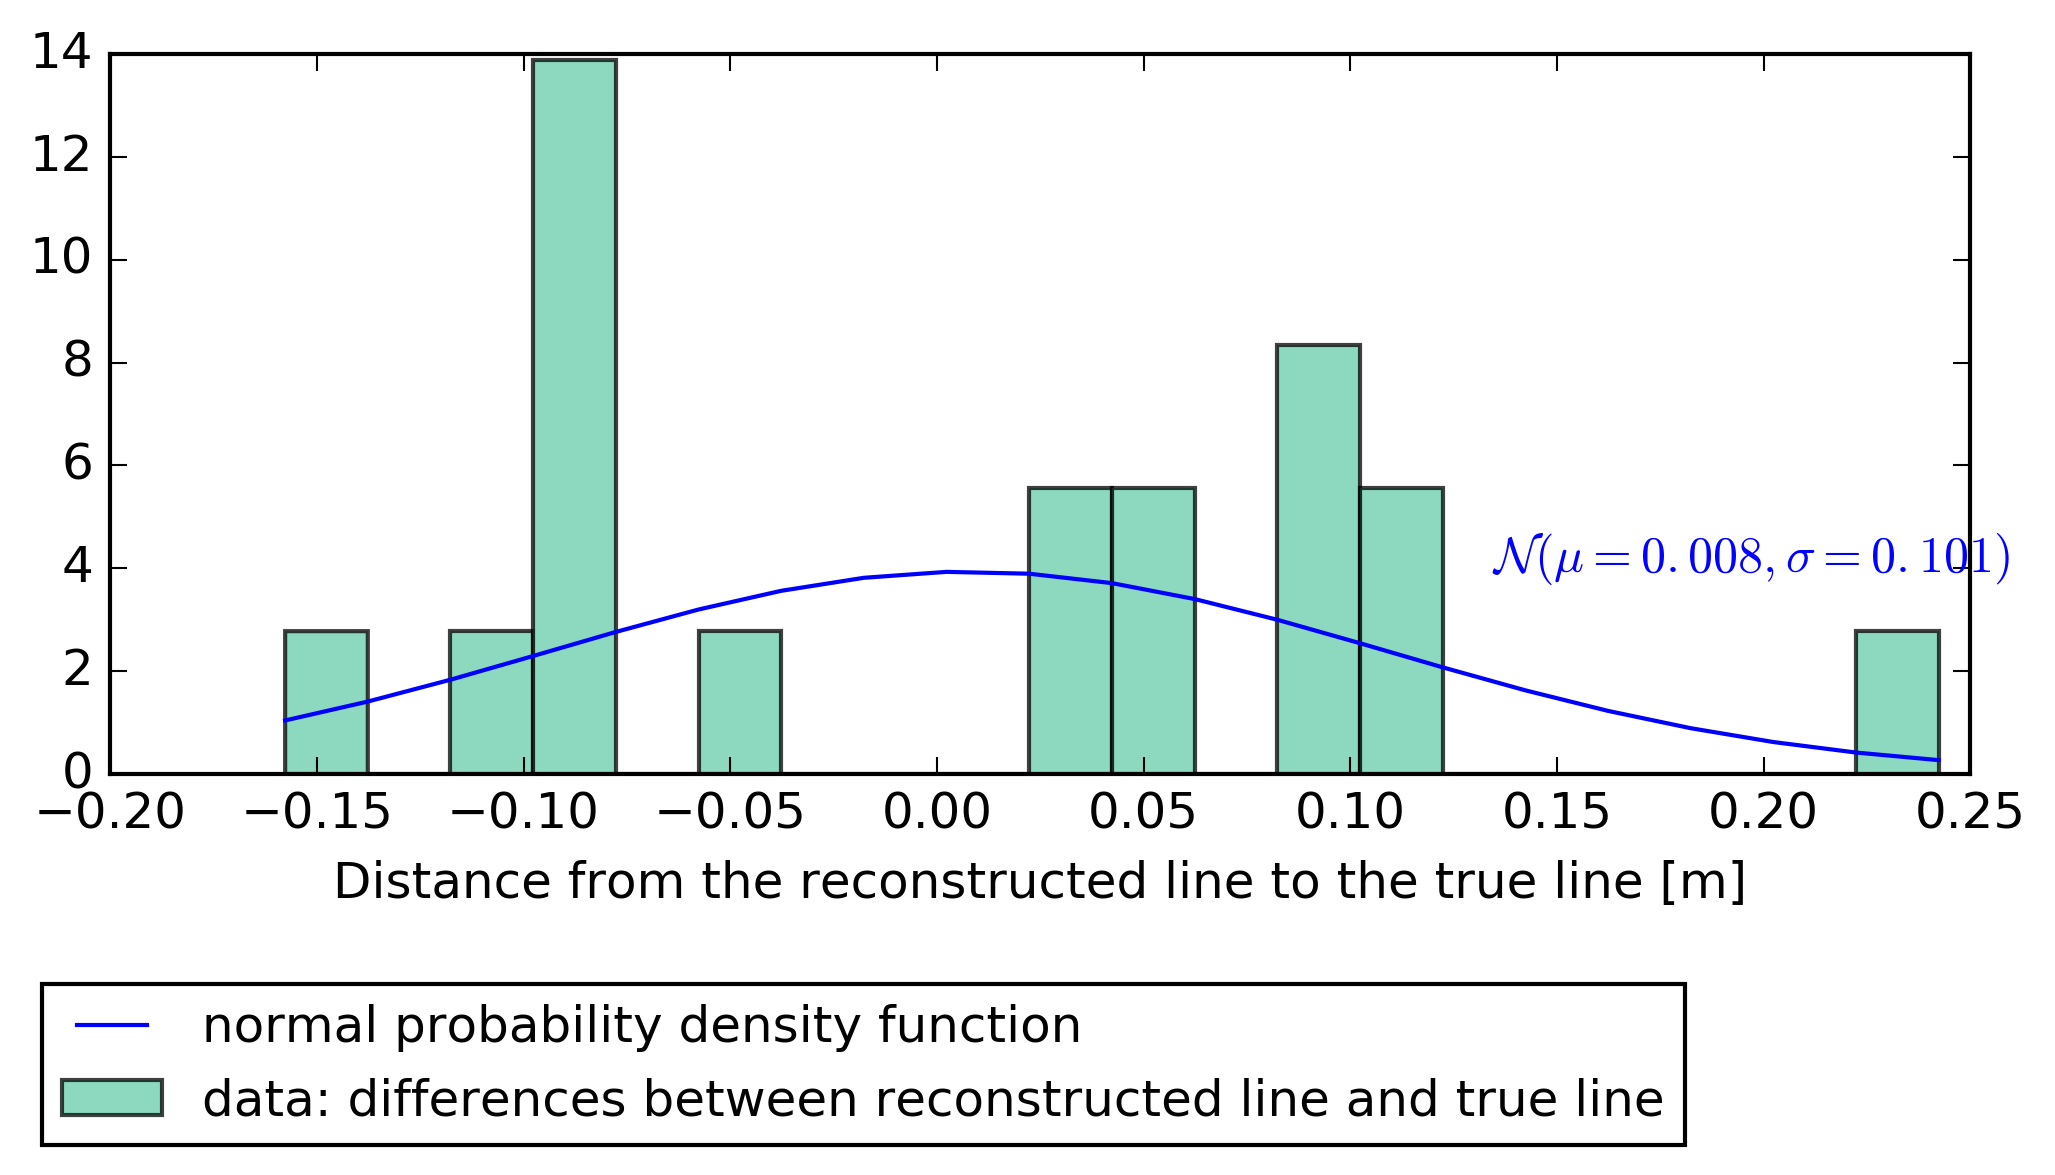 14
12
10
8
6
4
2
0
𝒩(μ = 0.008, σ = 0.101)
−0.20 −0.15 −0.10 −0.05 0.00 0.05 0.10 0.15 0.20 0.25
Distance from the reconstructed line to the true line [m]
normal probability density function
data: differences between reconstructed line and true line